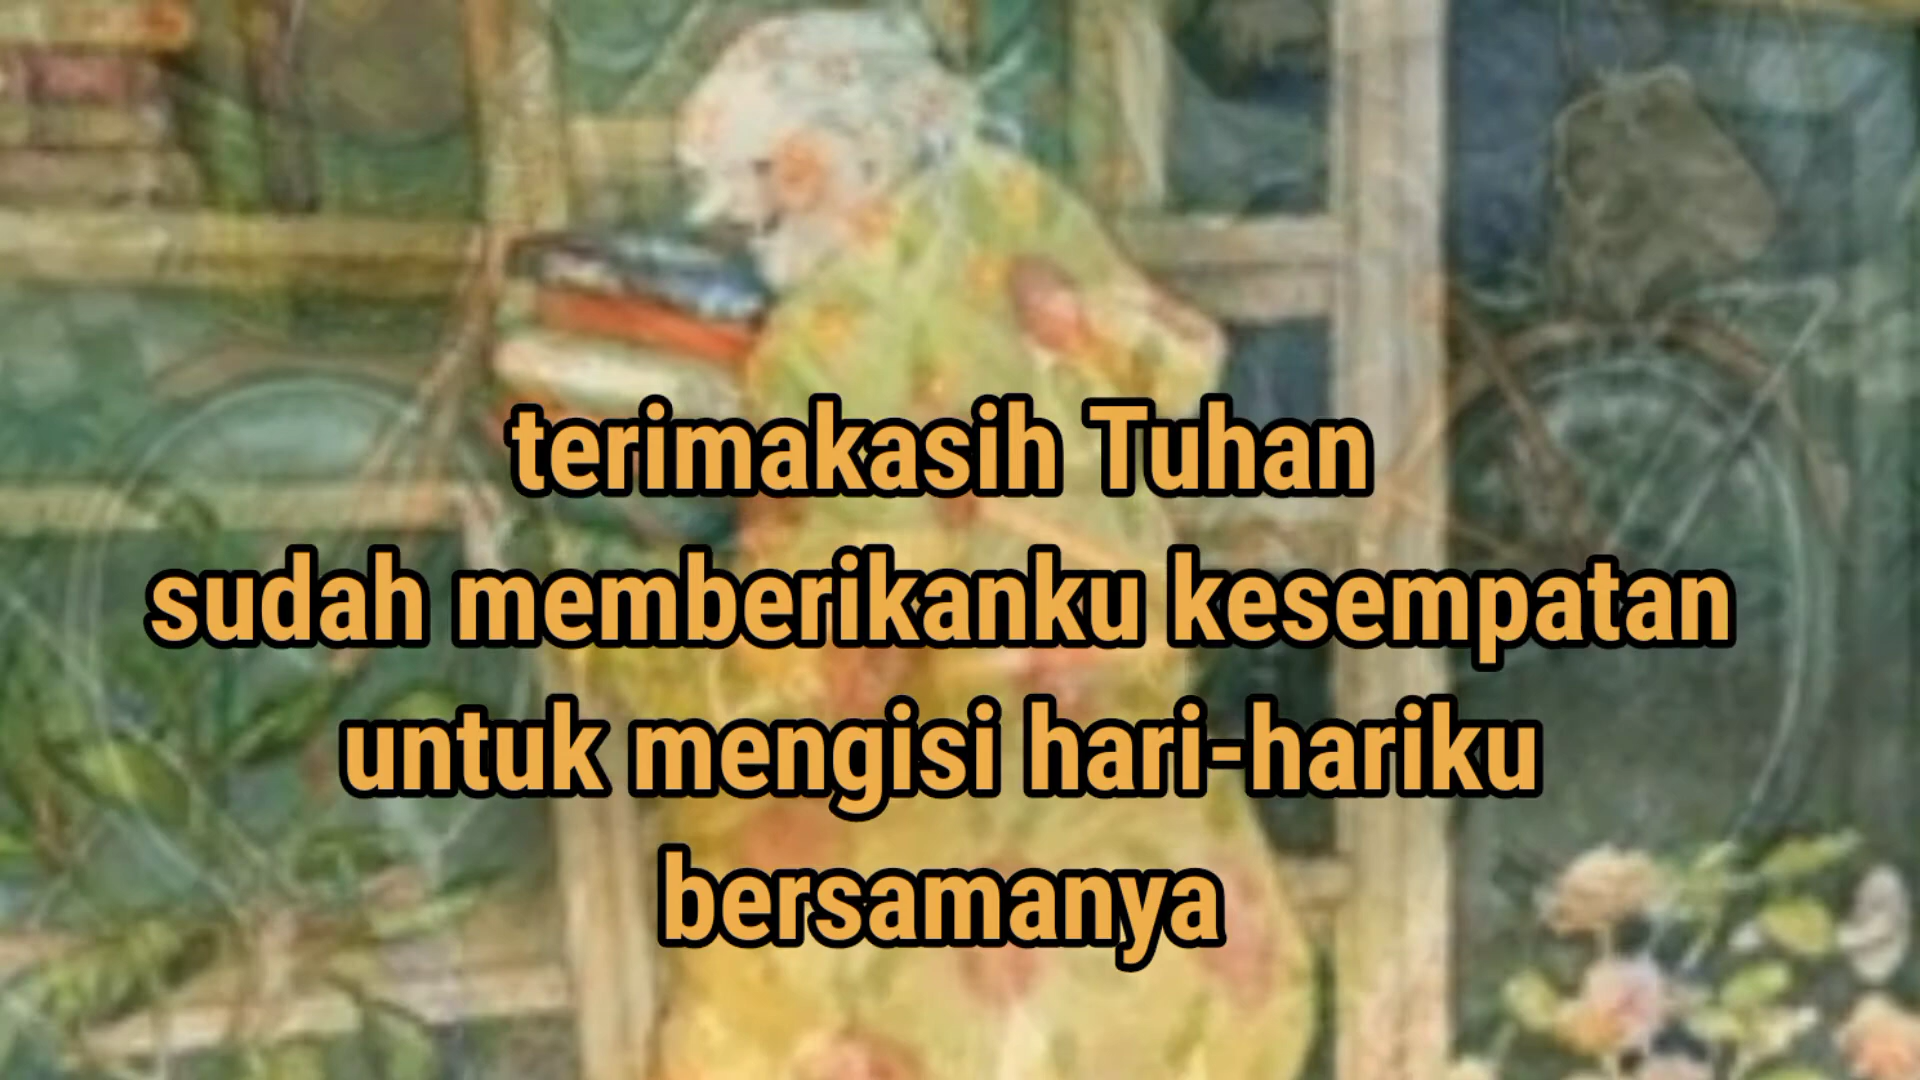 terimakasih Tuhan
sudah memberikanku kesempatan
untuk mengisi hari-hariku
bersamanya